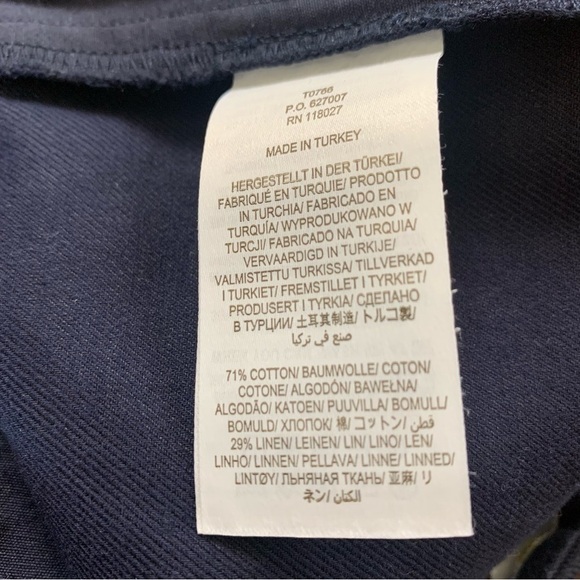 T0766
P.O. 627007
RN 118027
MADE IN TURKEY
HERGESTELLT IN DER TÜRKEI/
FABRIQUÉ EN TURQUIE/ PRODOTTO
IN TURCHIA/ FABRICADO EN
TURQUÍA/ WYPRODUKOWANO W
TURCJI/ FABRICADO NA TURQUIA/
VERVAARDIGD IN TURKIJE/
VALMISTETTU TURKISSA/ TILLVERKAD
I TURKIET/ FREMSTILLET I TYRKIET/
PRODUSERT I TYRKIA/ СДЕЛАНО
В ТУРЦИИ/ 土耳其制造/ トルコ製/
صنع في تركيا
71% COTTON/ BAUMWOLLE/ COTON/
COTONE/ ALGODÓN/ BAWEŁNA/
ALGODÃO/ KATOEN/ PUUVILLA/ BOMULL/
BOMULD/ ХЛОПОК/ 棉/ コットン/ قطن/
29% LINEN/ LEINEN/ LIN/ LINO/ LEN/
LINHO/ LINNEN/ PELLAVA/ LINNE/ LINNED/
LINTØY/ ЛЬНЯНАЯ ТКАНЬ/ 亚麻/ リ
ネン/ الكتان/